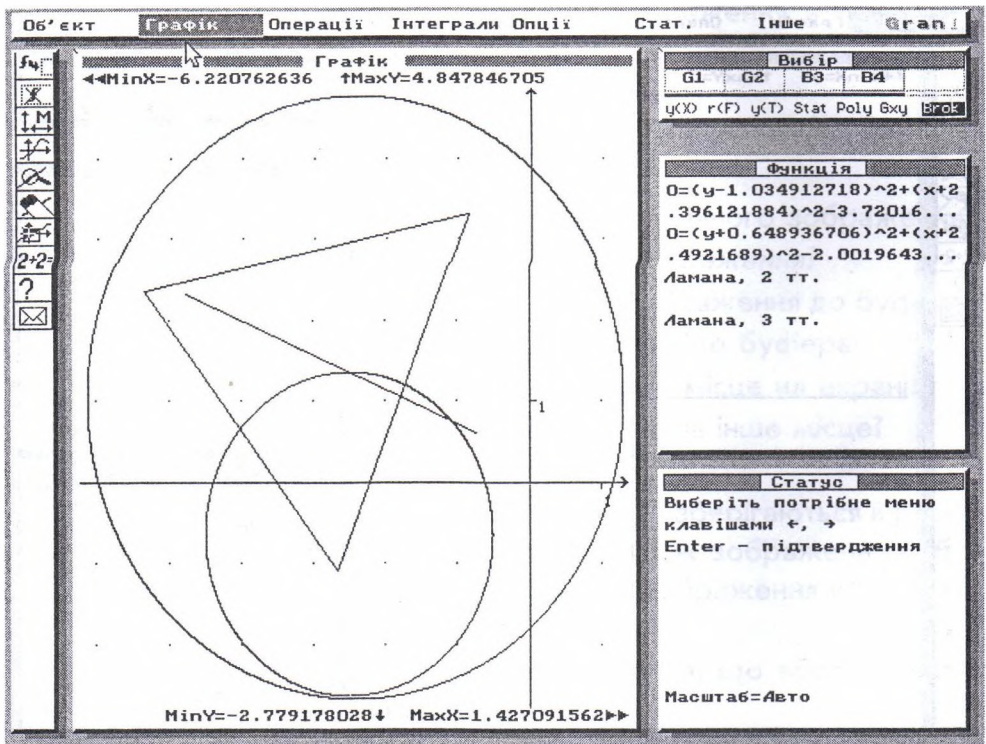 Об'єкт Графік Операції Інтеграли Опції Стат. Інше Gran1
Графік
◀◀MinX=-6.220762636 ↑MaxY=4.847846705
1
MinY=-2.779178028↓ MaxX=1.427091562▶▶
2+2=
?
Вибір
G1 G2 B3 B4
y(X) r(F) y(T) Stat Poly Gxy Brok
Функція
0=(y-1.034912718)^2+(x+2
.396121884)^2-3.72016...
0=(y+0.648936706)^2+(x+2
.4921689)^2-2.0019643...
Ламана, 2 тт.
Ламана, 3 тт.
Статус
Виберіть потрібне меню
клавішами ←, →
Enter - підтвердження
Масштаб=Авто